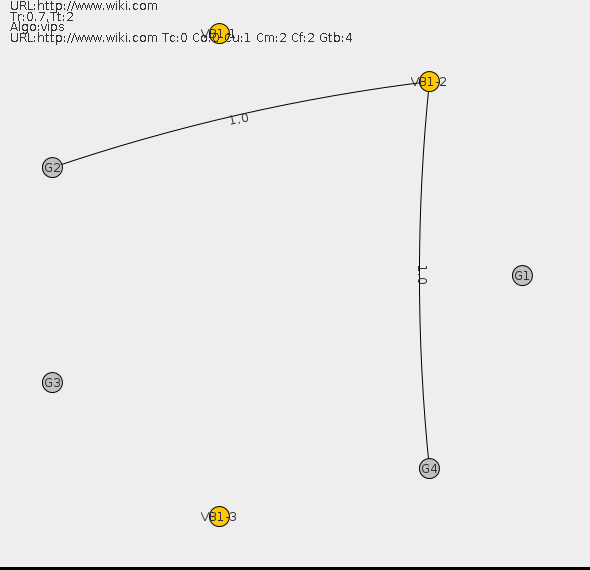 URL:http://www.wiki.com
Tr:0.7,Tt:2
Algo:vips
URL:http://www.wiki.com Tc:0 Co:0 Cu:1 Cm:2 Cf:2 Gtb:4
VB1-1
VB1-2
1.0
G2
1.0
G1
G3
G4
VB1-3